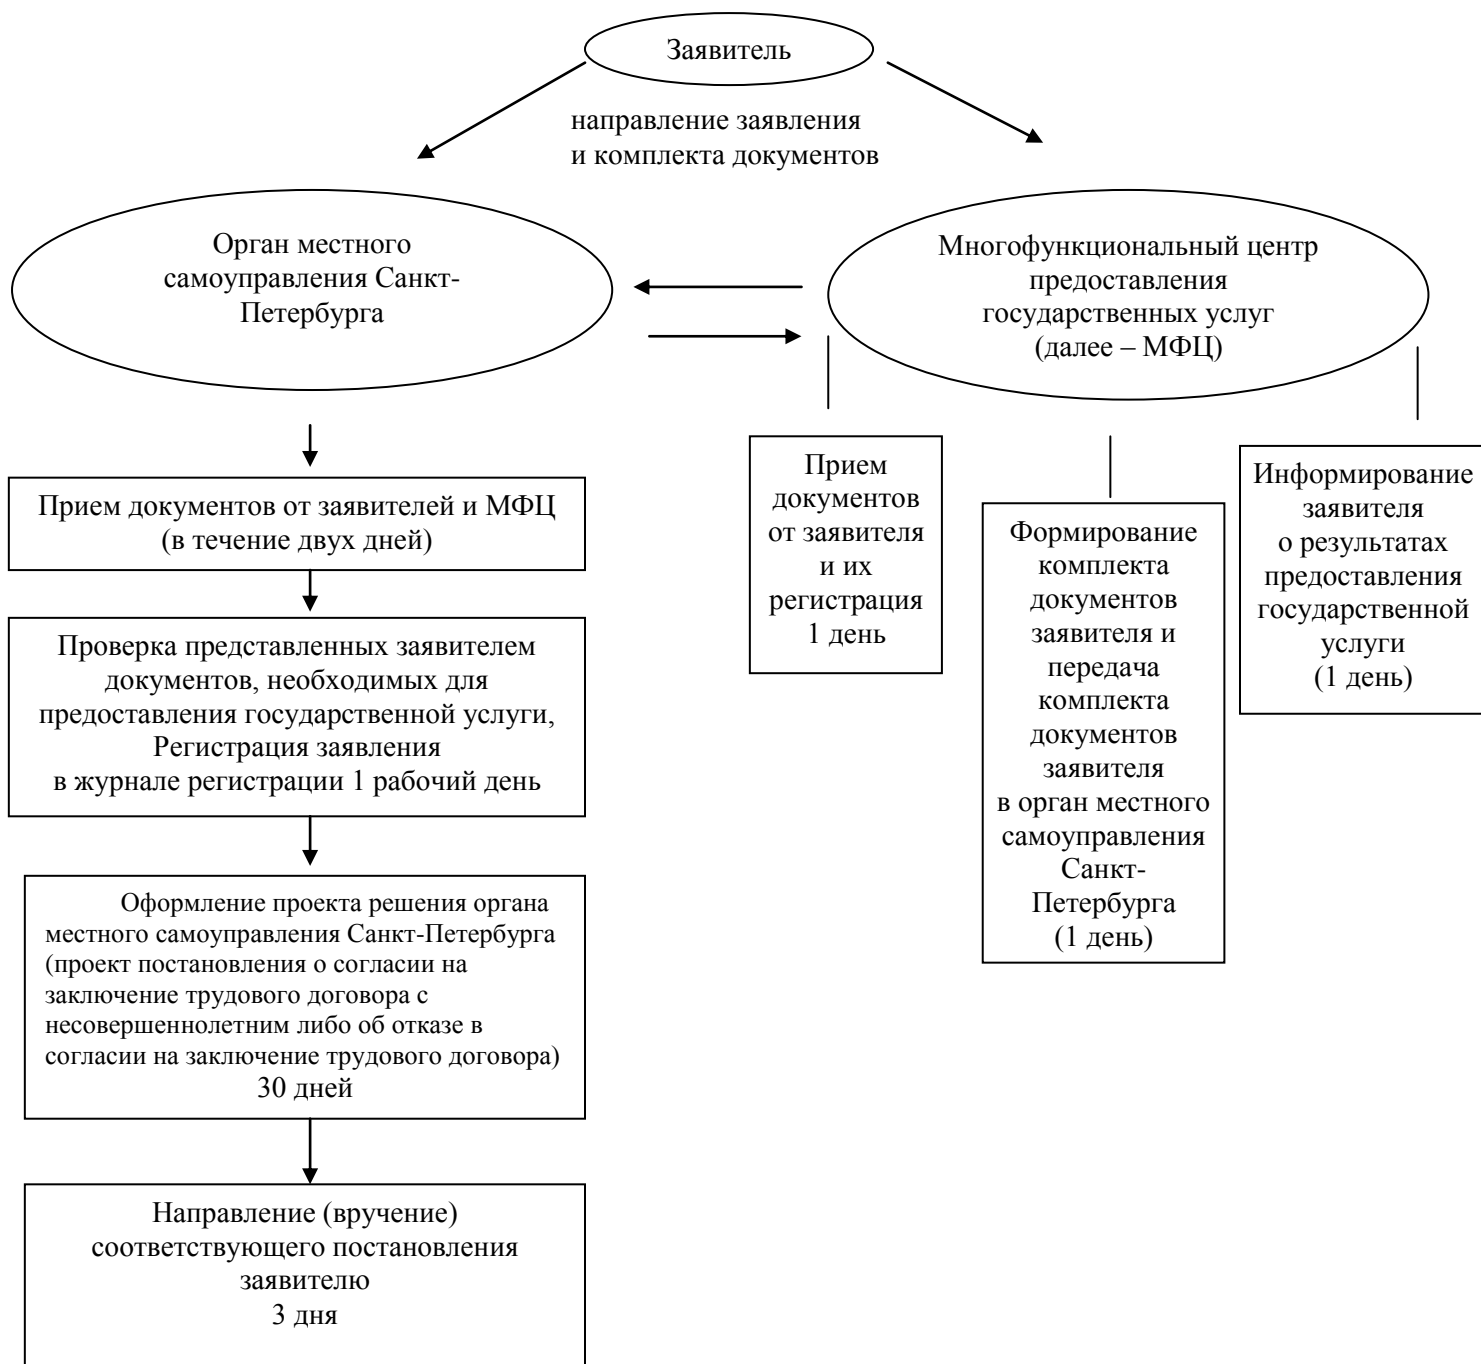 Заявитель
направление заявления
и комплекта документов
Орган местного
самоуправления Санкт-
Петербурга
Многофункциональный центр
предоставления
государственных услуг
(далее – МФЦ)
Прием документов от заявителей и МФЦ
(в течение двух дней)
Проверка представленных заявителем
документов, необходимых для
предоставления государственной услуги,
Регистрация заявления
в журнале регистрации 1 рабочий день
Оформление проекта решения органа
местного самоуправления Санкт-Петербурга
(проект постановления о согласии на
заключение трудового договора с
несовершеннолетним либо об отказе в
согласии на заключение трудового договора)
30 дней
Направление (вручение)
соответствующего постановления
заявителю
3 дня
Прием
документов
от заявителя
и их
регистрация
1 день
Формирование
комплекта
документов
заявителя и
передача
комплекта
документов
заявителя
в орган местного
самоуправления
Санкт-
Петербурга
(1 день)
Информирование
заявителя
о результатах
предоставления
государственной
услуги
(1 день)